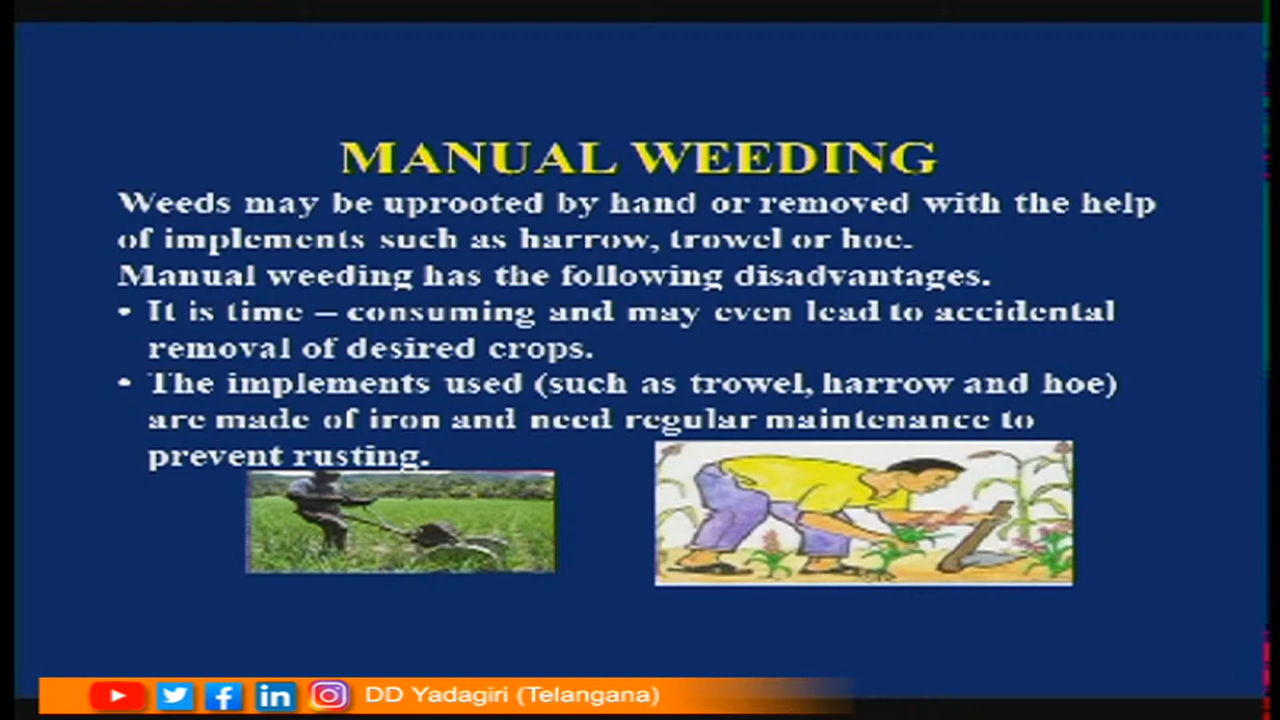 MANUAL WEEDING
Weeds may be uprooted by hand or removed with the help
of implements such as harrow, trowel or hoe.
Manual weeding has the following disadvantages.
• It is time – consuming and may even lead to accidental
removal of desired crops.
• The implements used (such as trowel, harrow and hoe)
are made of iron and need regular maintenance to
prevent rusting.
DD Yadagiri (Telangana)